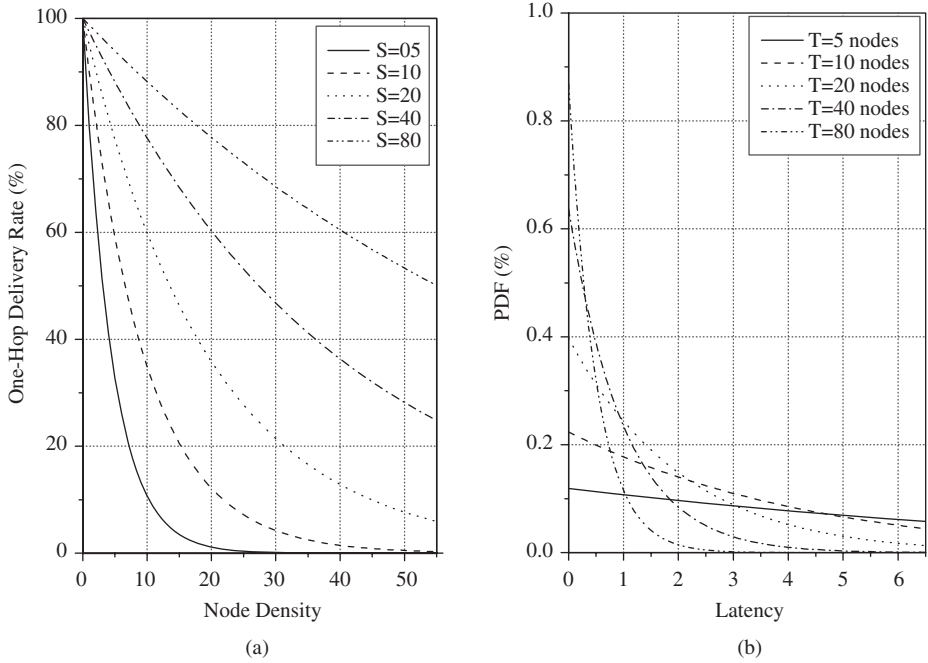 100
80
60
40
20
0
One-Hop Delivery Rate (%)
S=05
S=10
S=20
S=40
S=80
0 10 20 30 40 50
Node Density
(a)
1.0
0.8
0.6
0.4
0.2
0.0
PDF (%)
T=5 nodes
T=10 nodes
T=20 nodes
T=40 nodes
T=80 nodes
0 1 2 3 4 5 6
Latency
(b)